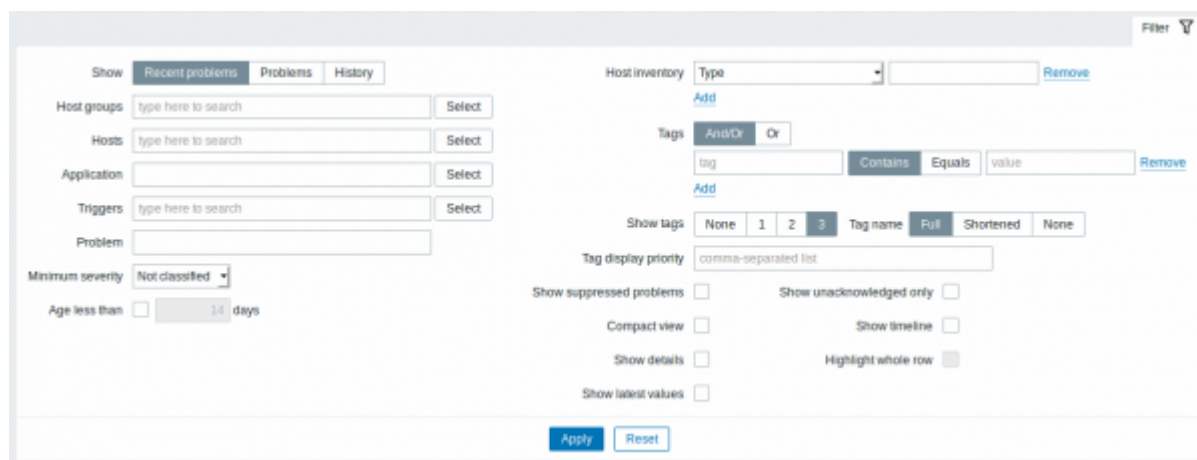 Filter
Show Recent problems Problems History
Host groups type here to search Select
Hosts type here to search Select
Application Select
Triggers type here to search Select
Problem
Minimum severity Not classified
Age less than 14 days
Host inventory Type Remove
Add
Tags And/Or Or
tag Contains Equals value Remove
Add
Show tags None 1 2 3 Tag name Full Shortened None
Tag display priority comma-separated list
Show suppressed problems Show unacknowledged only
Compact view Show timeline
Show details Highlight whole row
Show latest values
Apply Reset